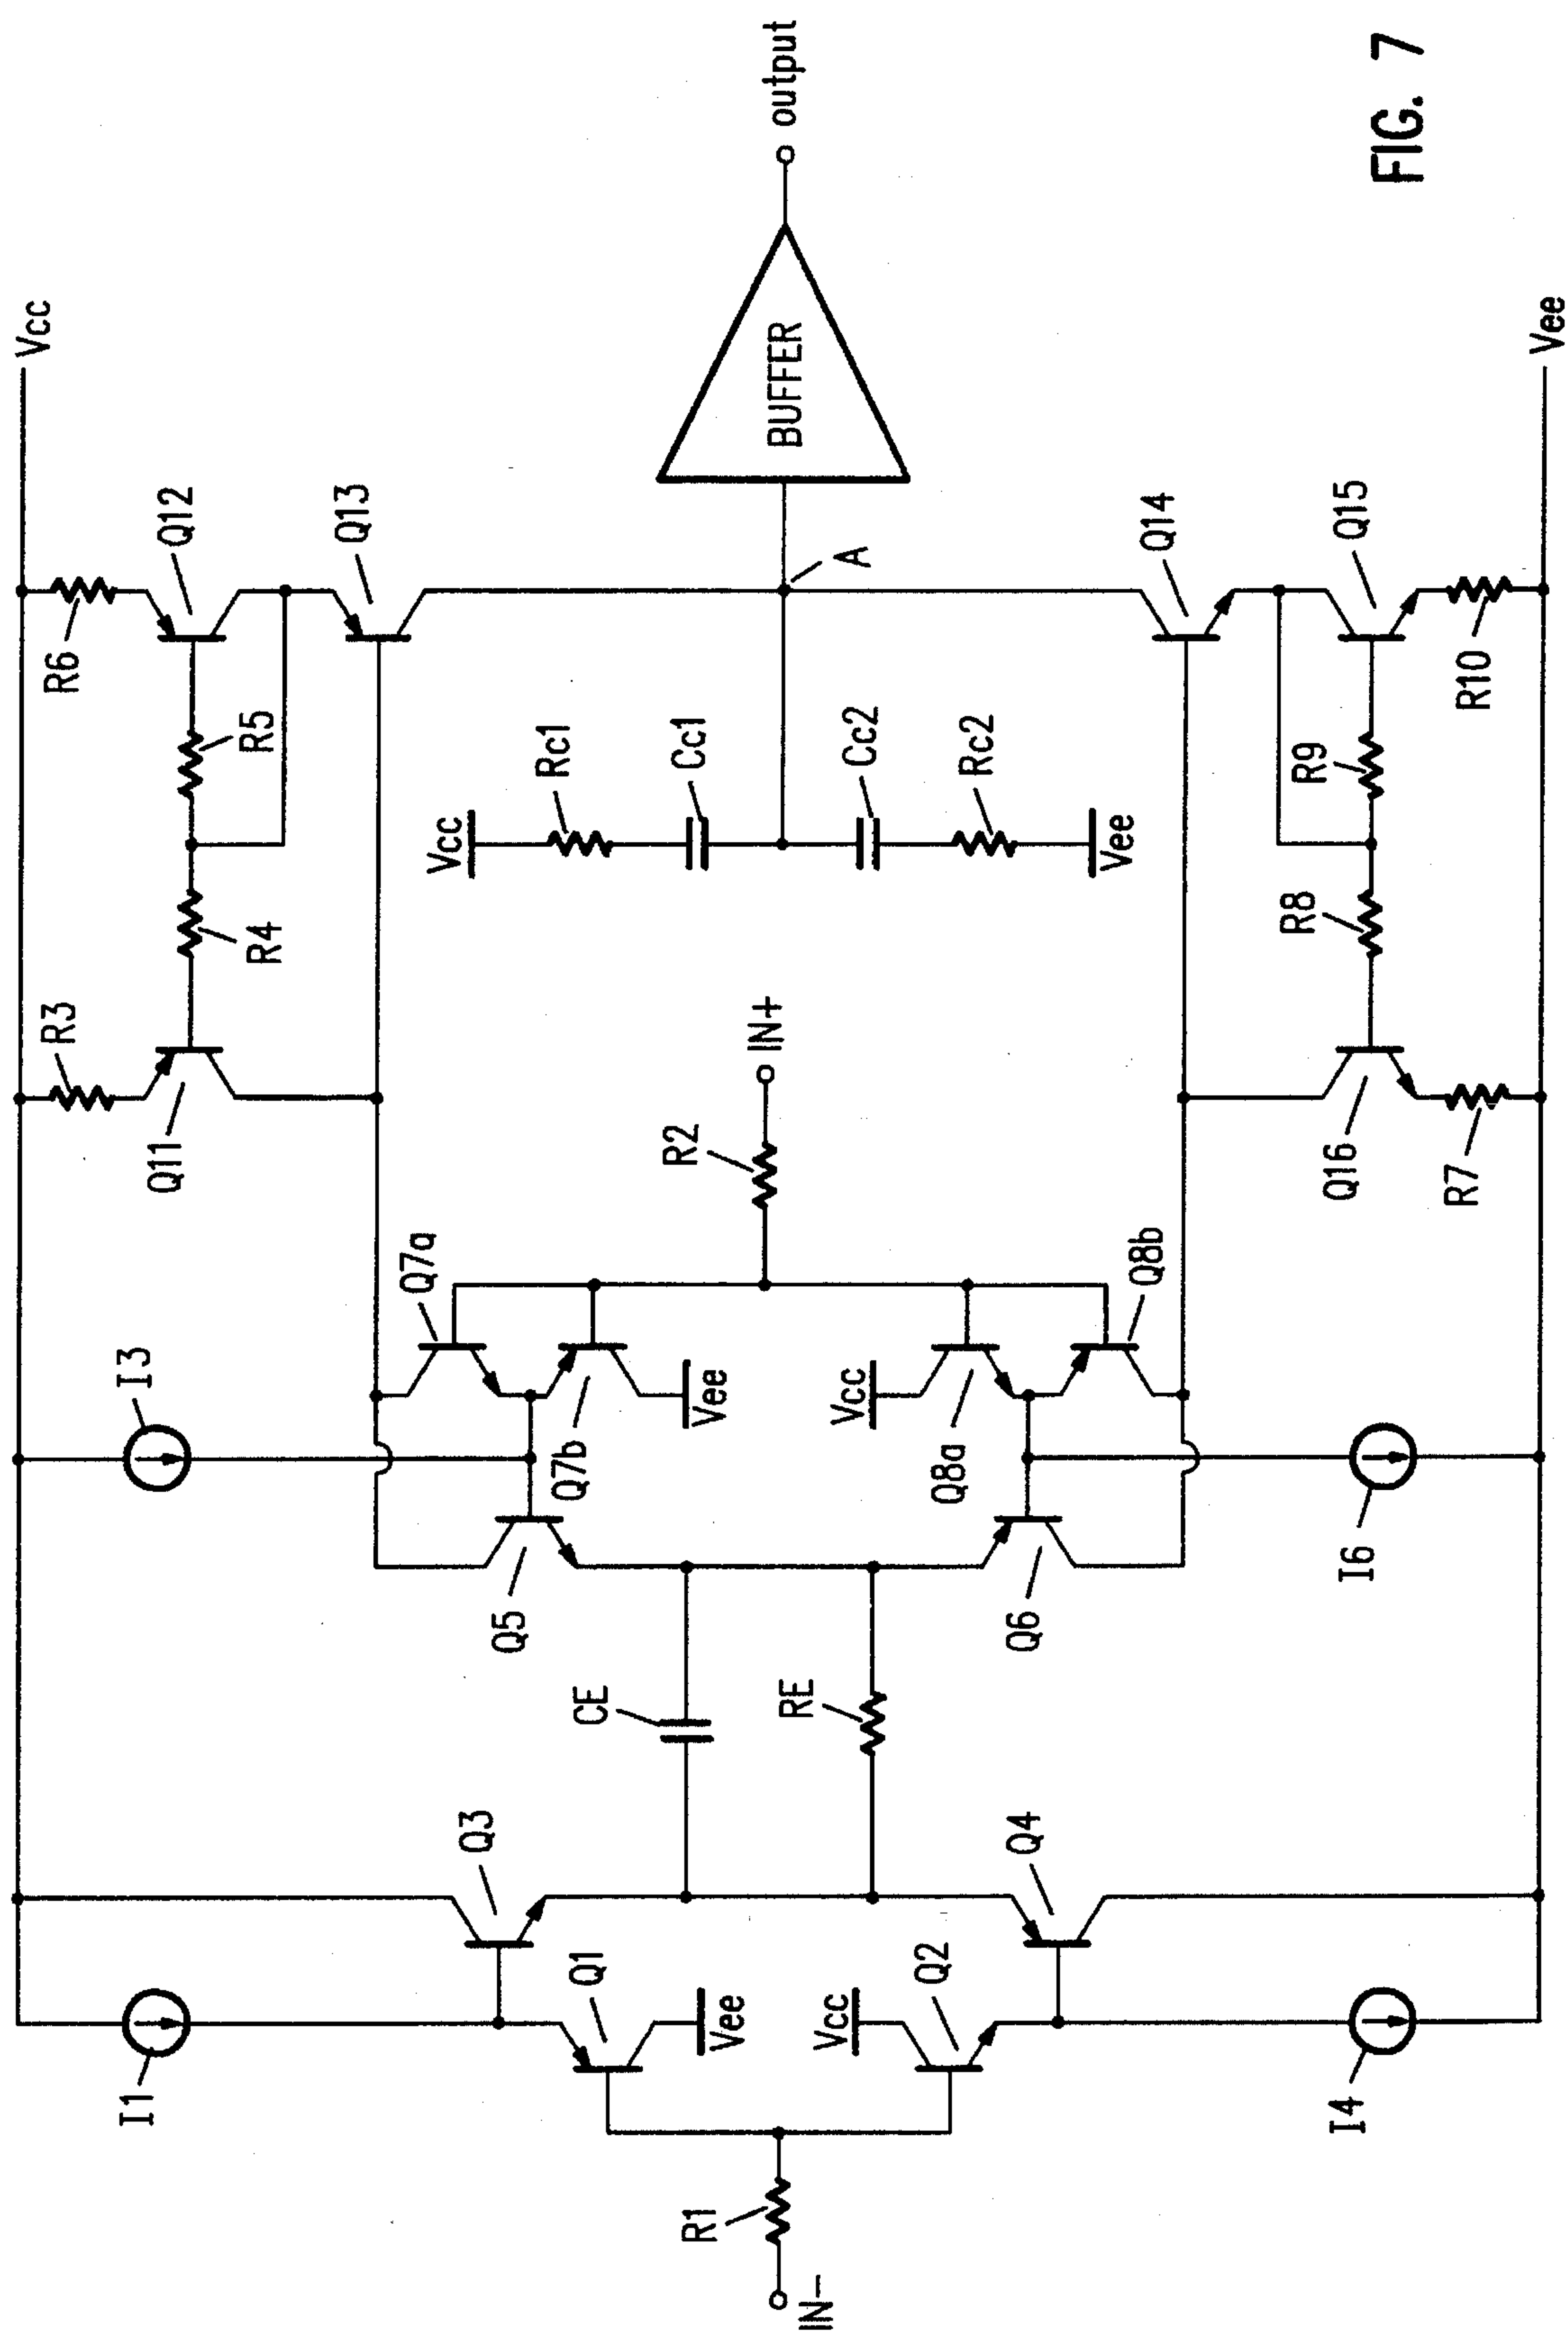 Vcc
R6
Q12
Q13
R5
R4
R3
Q11
Vcc
Rc1
Cc1
A
BUFFER
output
Cc2
Rc2
Vee
Q14
Q15
R10
R9
R8
Q16
R7
Vee
IN+
R2
Q7a
Q7b
Vee
Vcc
Q8a
Q8b
I3
Q5
Q6
I6
CE
RE
Q3
Q4
Q1
Vee
Vcc
Q2
I1
I4
R1
IN-
FIG. 7